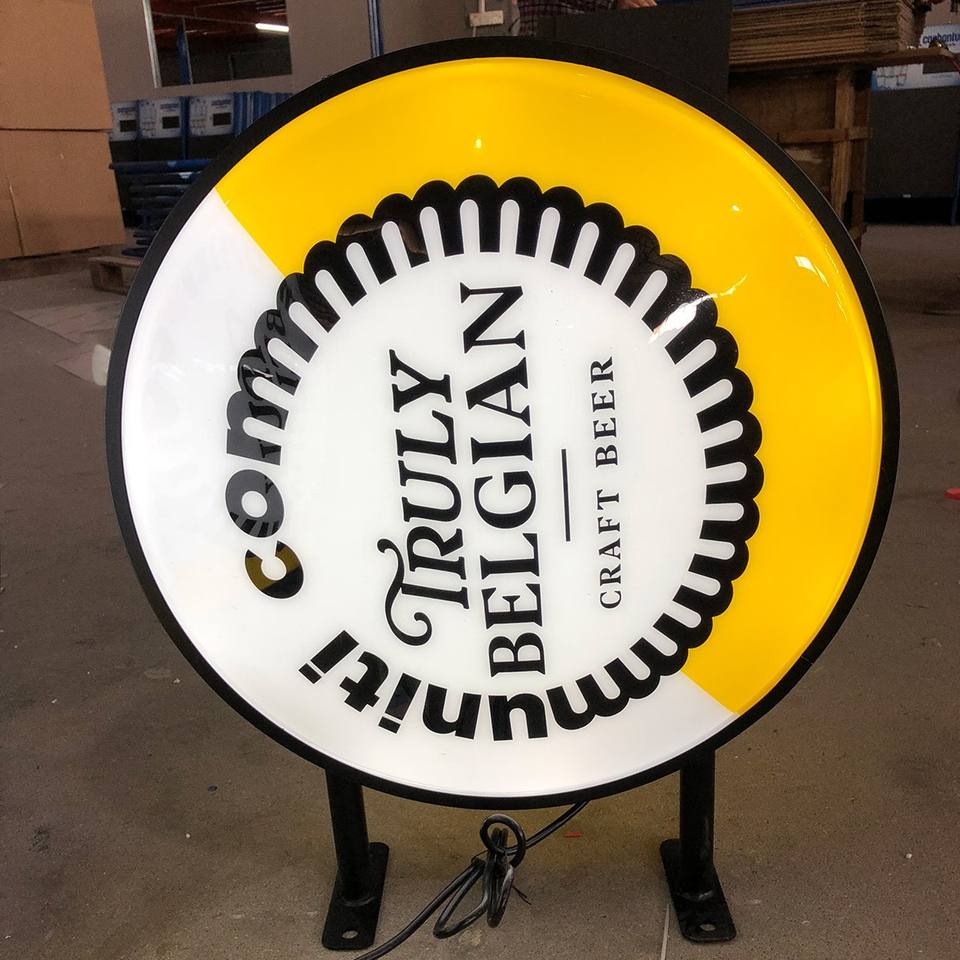 communiti
TRULY
BELGIAN
CRAFT BEER